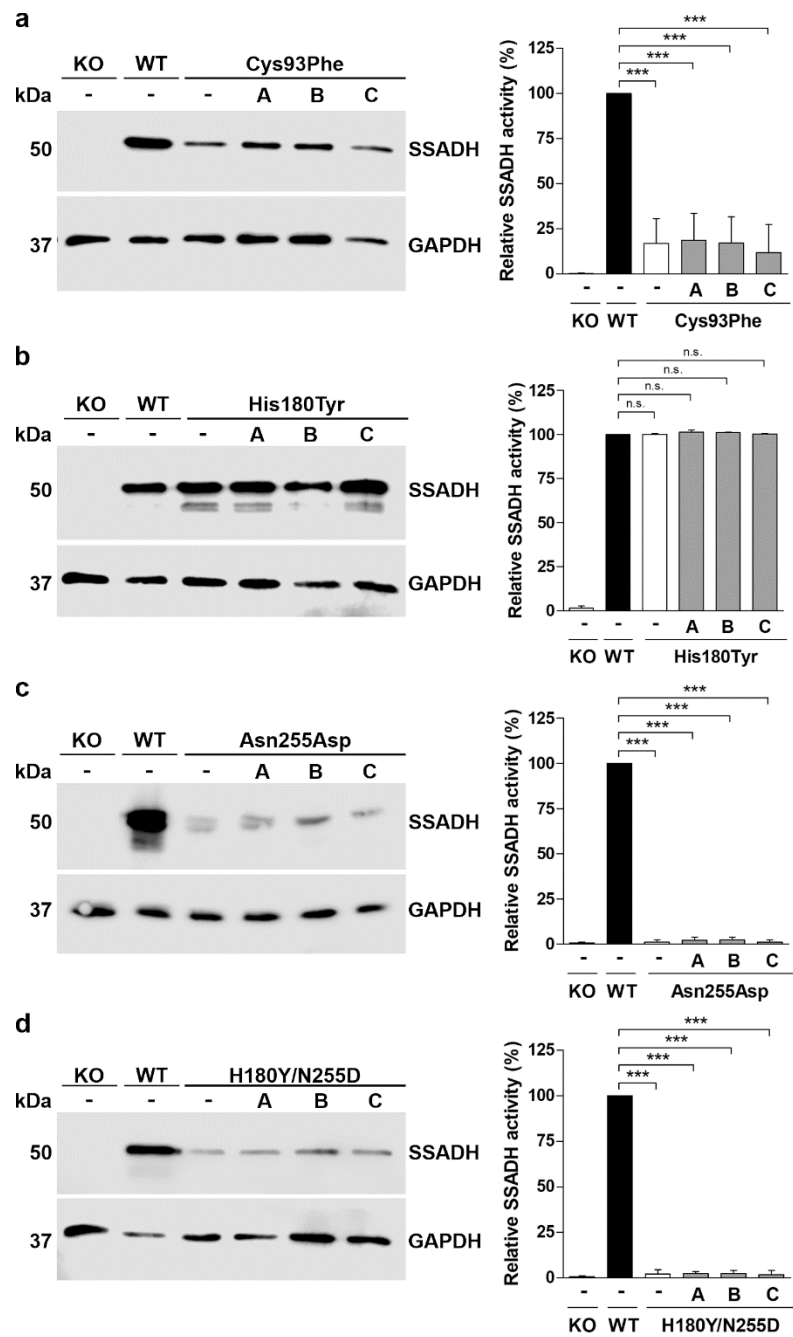 a
KO WT Cys93Phe
kDa - - - A B C
50 SSADH
37 GAPDH
Relative SSADH activity (%)
125
100
75
50
25
0
*** *** *** ***
- - - A B C
KO WT Cys93Phe
b
KO WT His180Tyr
kDa - - - A B C
50 SSADH
37 GAPDH
Relative SSADH activity (%)
125
100
75
50
25
0
n.s. n.s. n.s. n.s.
- - - A B C
KO WT His180Tyr
c
KO WT Asn255Asp
kDa - - - A B C
50 SSADH
37 GAPDH
Relative SSADH activity (%)
125
100
75
50
25
0
*** *** *** ***
- - - A B C
KO WT Asn255Asp
d
KO WT H180Y/N255D
kDa - - - A B C
50 SSADH
37 GAPDH
Relative SSADH activity (%)
125
100
75
50
25
0
*** *** *** ***
- - - A B C
KO WT H180Y/N255D